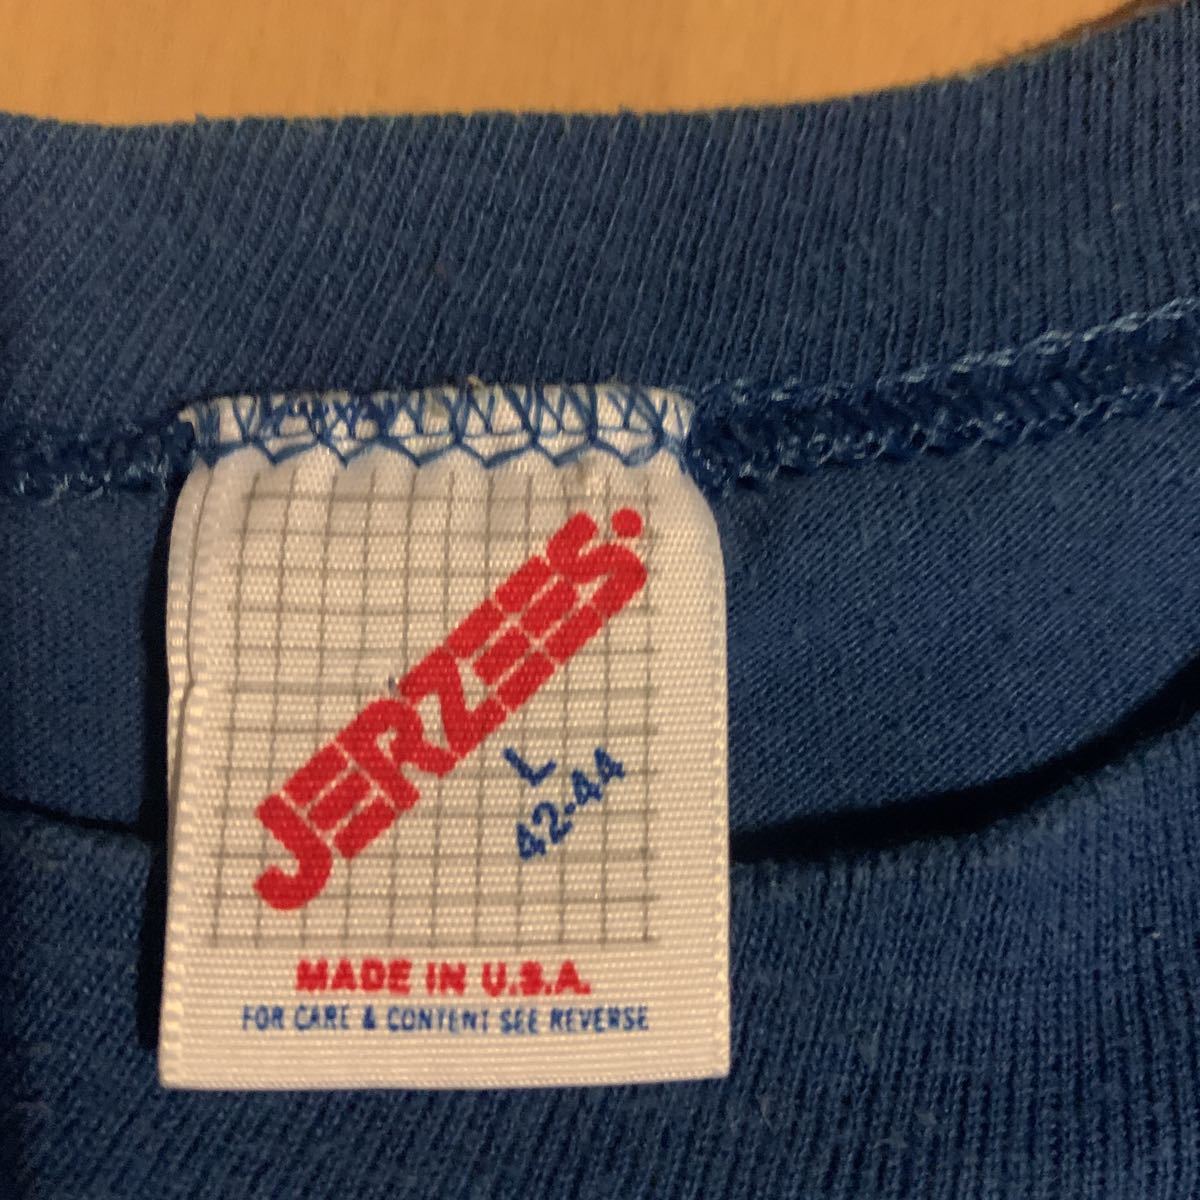 JERZEES.
L
42-44
MADE IN U.S.A.
FOR CARE & CONTENT SEE REVERSE